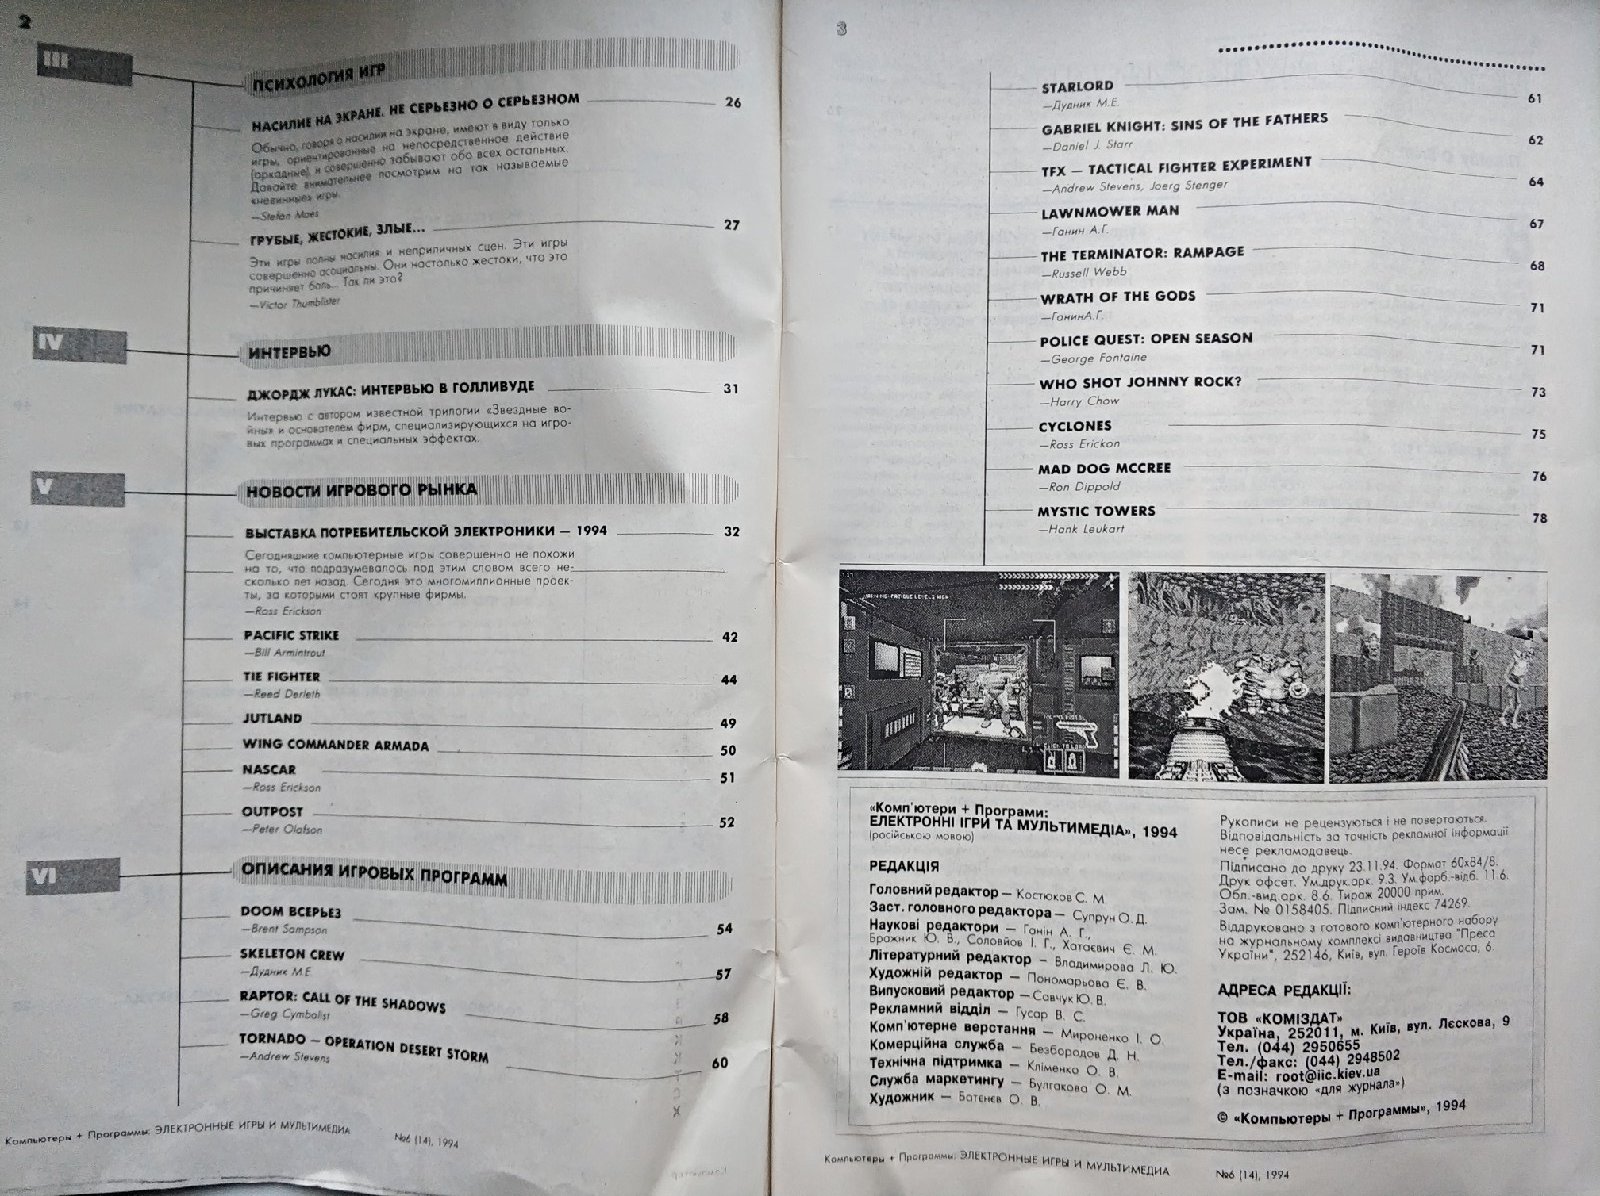 2
III
ПСИХОЛОГИЯ ИГР
НАСИЛИЕ НА ЭКРАНЕ. НЕ СЕРЬЕЗНО О СЕРЬЕЗНОМ 26
Обычно, говоря о насилии на экране, имеют в виду только
игры, ориентированные на непосредственное действие
(аркадные), и совершенно забывают обо всех остальных.
Давайте внимательнее посмотрим на так называемые
«невинные» игры.
—Stefan Maes
ГРУБЫЕ, ЖЕСТОКИЕ, ЗЛЫЕ... 27
Эти игры полны насилия и неприличных сцен. Эти игры
совершенно асоциальны. Они настолько жестоки, что это
причиняет боль... Так ли это?
—Victor Thumblister
IV
ИНТЕРВЬЮ
ДЖОРДЖ ЛУКАС: ИНТЕРВЬЮ В ГОЛЛИВУДЕ 31
Интервью с автором известной трилогии «Звездные во-
йны» и основателем фирм, специализирующихся на игро-
вых программах и специальных эффектах.
V
НОВОСТИ ИГРОВОГО РЫНКА
ВЫСТАВКА ПОТРЕБИТЕЛЬСКОЙ ЭЛЕКТРОНИКИ — 1994 32
Сегодняшние компьютерные игры совершенно не похожи
на то, что подразумевалось под этим словом всего не-
сколько лет назад. Сегодня это многомиллионные проек-
ты, за которыми стоят крупные фирмы.
—Ross Erickson
PACIFIC STRIKE 42
—Bill Armintrout
TIE FIGHTER 44
—Reed Derleth
JUTLAND 49
WING COMMANDER ARMADA 50
NASCAR 51
—Ross Erickson
OUTPOST 52
—Peter Olafson
VI
ОПИСАНИЯ ИГРОВЫХ ПРОГРАММ
DOOM ВСЕРЬЕЗ 54
—Brent Sampson
SKELETON CREW 57
—Дудник М.Е.
RAPTOR: CALL OF THE SHADOWS 58
—Greg Cymbalist
TORNADO — OPERATION DESERT STORM 60
—Andrew Stevens
Компьютеры + Программы: ЭЛЕКТРОННЫЕ ИГРЫ И МУЛЬТИМЕДИА №6 (14), 1994
3
STARLORD 61
—Дудник М.Е.
GABRIEL KNIGHT: SINS OF THE FATHERS 62
—Daniel J. Starr
TFX — TACTICAL FIGHTER EXPERIMENT 64
—Andrew Stevens, Joerg Stenger
LAWNMOWER MAN 67
—Ганин А.Г.
THE TERMINATOR: RAMPAGE 68
—Russell Webb
WRATH OF THE GODS 71
—ГанинА.Г.
POLICE QUEST: OPEN SEASON 71
—George Fontaine
WHO SHOT JOHNNY ROCK? 73
—Harry Chow
CYCLONES 75
—Ross Erickon
MAD DOG MCCREE 76
—Ron Dippold
MYSTIC TOWERS 78
—Hank Leukart
«Комп'ютери + Програми:
ЕЛЕКТРОННІ ІГРИ ТА МУЛЬТИМЕДІА», 1994
(російською мовою)
РЕДАКЦІЯ
Головний редактор — Костюков С. М.
Заст. головного редактора — Супрун О. Д.
Наукові редактори — Ганін А. Г.,
Бражник Ю. В., Соловйов І. Г., Хатаєвич Є. М.
Літературний редактор — Владимирова Л. Ю.
Художній редактор — Пономарьова Є. В.
Випусковий редактор —Савчук Ю. В.
Рекламний відділ — Гусар В. С.
Комп'ютерне верстання — Мироненко І. О.
Комерційна служба — Безбородов Д. Н.
Технічна підтримка — Кліменко О. В.
Служба маркетингу — Булгакова О. М.
Художник — Батенєв О. В.
Рукописи не рецензуються і не повертаються.
Відповідальність за точність рекламної інформації
несе рекламодавець.
Підписано до друку 23.11.94. Формат 60x84/8.
Друк офсет. Ум.друк.арк. 9.3. Ум.фарб.-відб. 11.6.
Обл.-вид арк. 8.6. Тираж 20000 прим.
Зам. № 0158405. Підписний індекс 74269.
Віддруковано з готового комп'ютерного набору
на журнальному комплексі видавництва "Преса
України", 252146, Київ, вул. Героїв Космоса, 6.
АДРЕСА РЕДАКЦІЇ:
ТОВ «КОМІЗДАТ»
Україна, 252011, м. Київ, вул. Лєскова, 9
Тел. (044) 2950655
Тел./факс: (044) 2948502
E-mail: root@iic.kiev.ua
(з позначкою «для журнала»)
© «Компьютеры + Программы», 1994
Компьютеры + Программы: ЭЛЕКТРОННЫЕ ИГРЫ И МУЛЬТИМЕДИА №6 (14), 1994